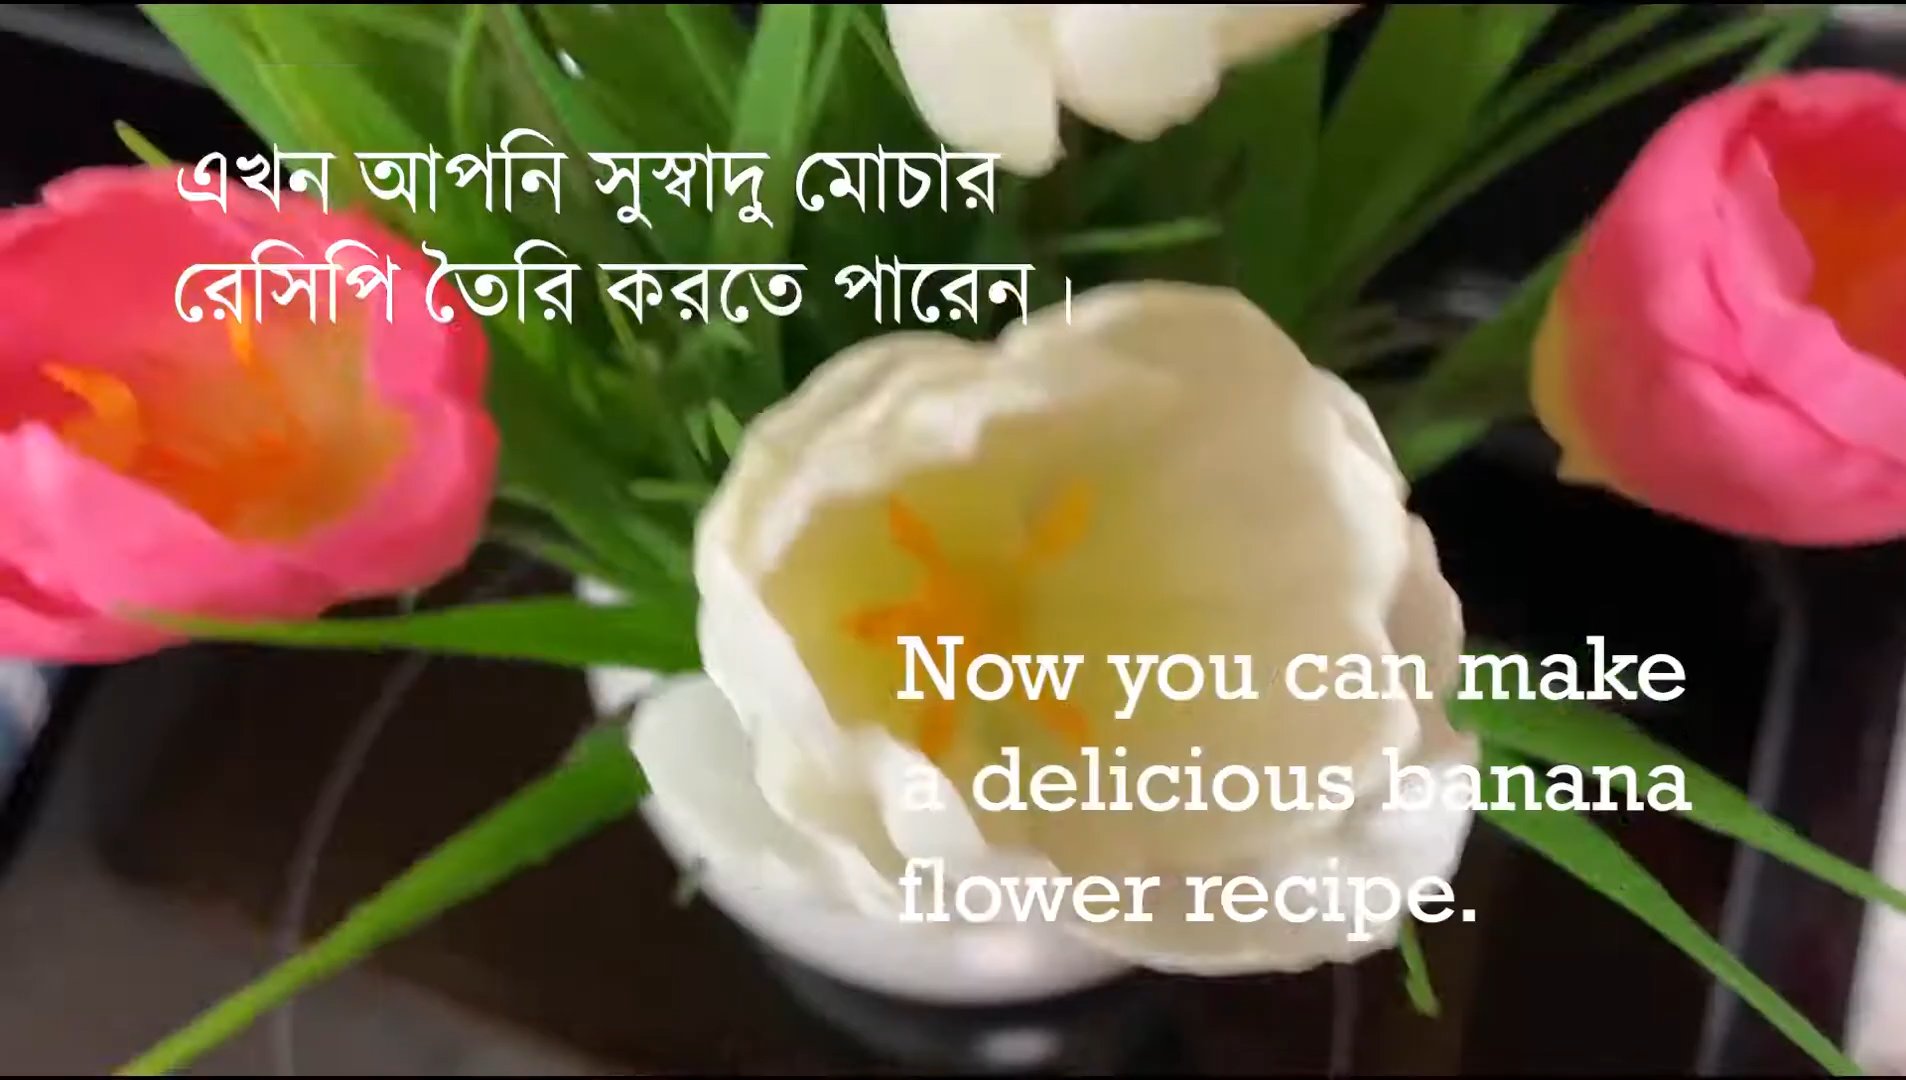 এখন আপনি সুস্বাদু মোচার
রেসিপি তৈরি করতে পারেন।
Now you can make
a delicious banana
flower recipe.